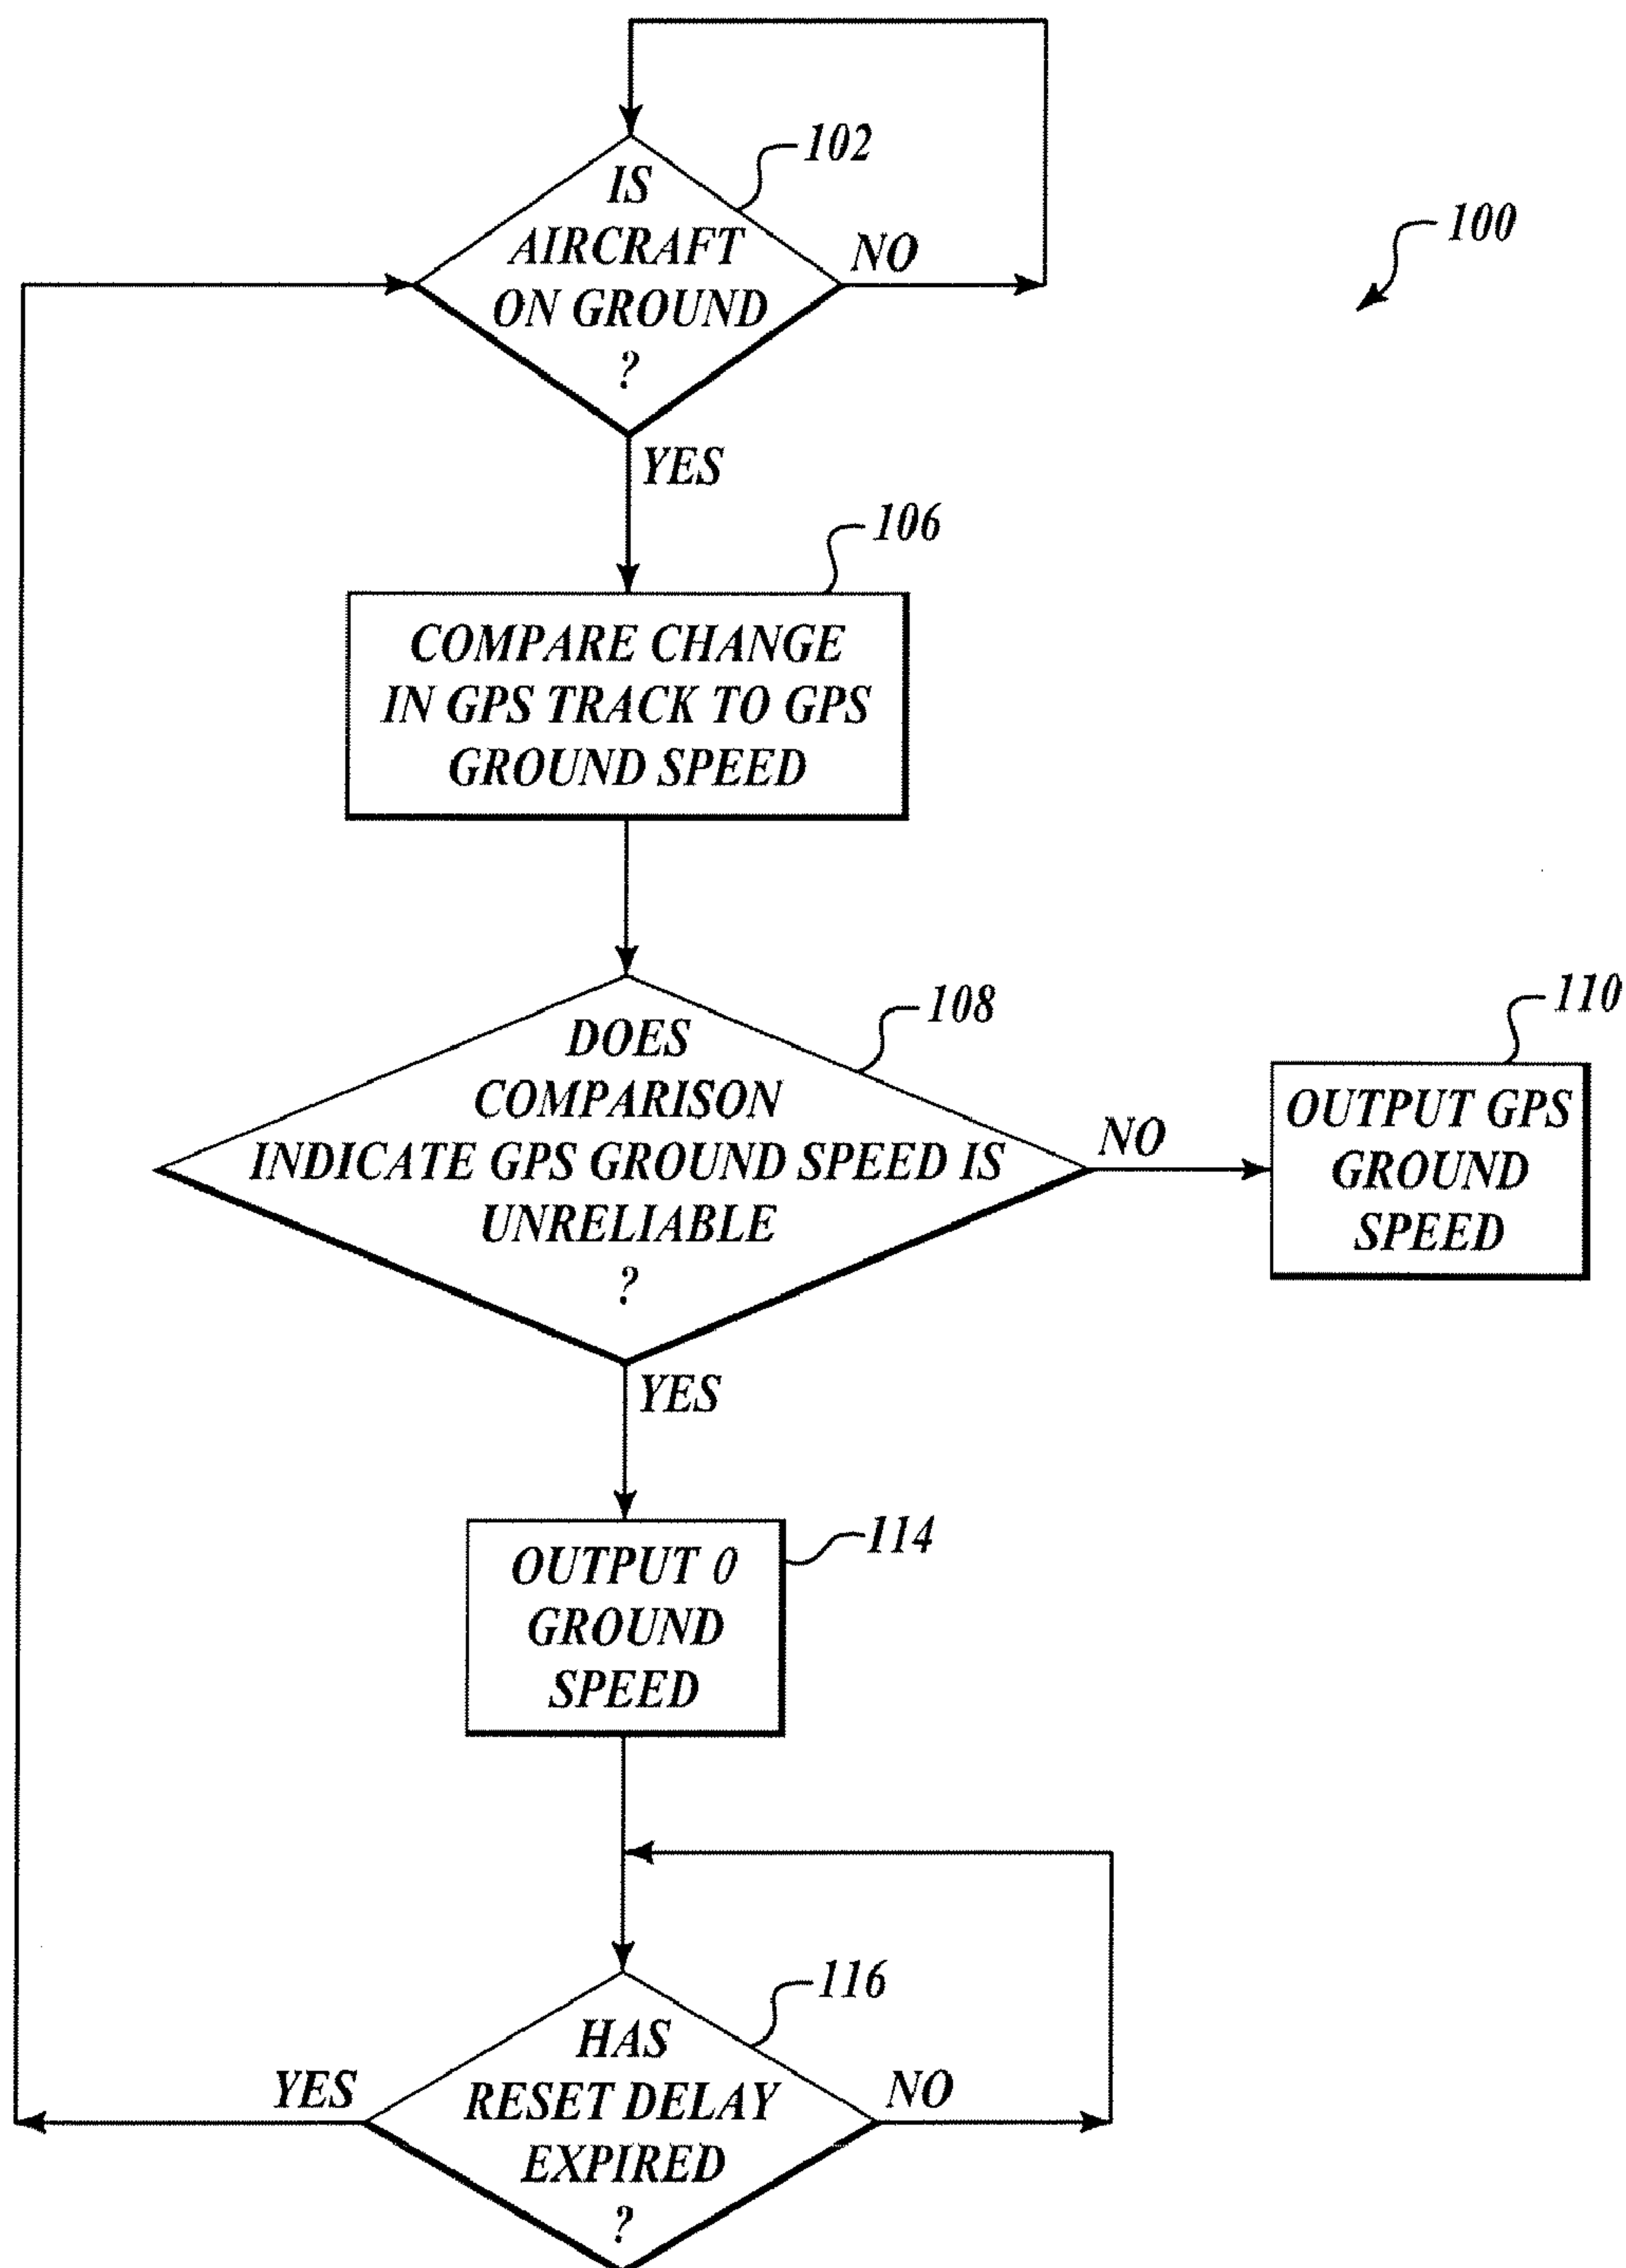 102
IS
AIRCRAFT
ON GROUND
?
NO
100
YES
106
COMPARE CHANGE
IN GPS TRACK TO GPS
GROUND SPEED
108
DOES
COMPARISON
INDICATE GPS GROUND SPEED IS
UNRELIABLE
?
NO
110
OUTPUT GPS
GROUND
SPEED
YES
114
OUTPUT 0
GROUND
SPEED
116
HAS
RESET DELAY
EXPIRED
?
YES
NO